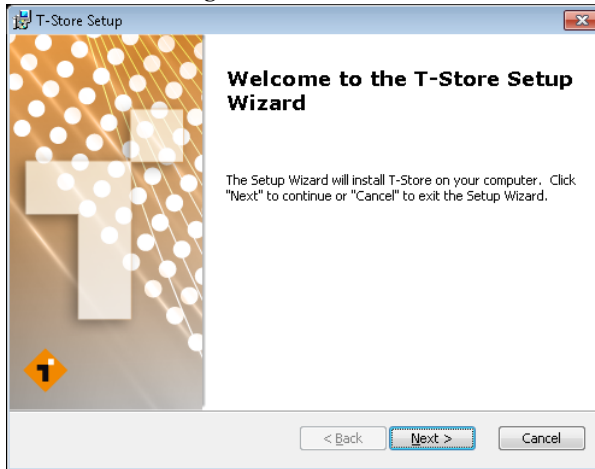 T-Store Setup
Welcome to the T-Store Setup
Wizard
The Setup Wizard will install T-Store on your computer. Click
"Next" to continue or "Cancel" to exit the Setup Wizard.
< Back Next > Cancel